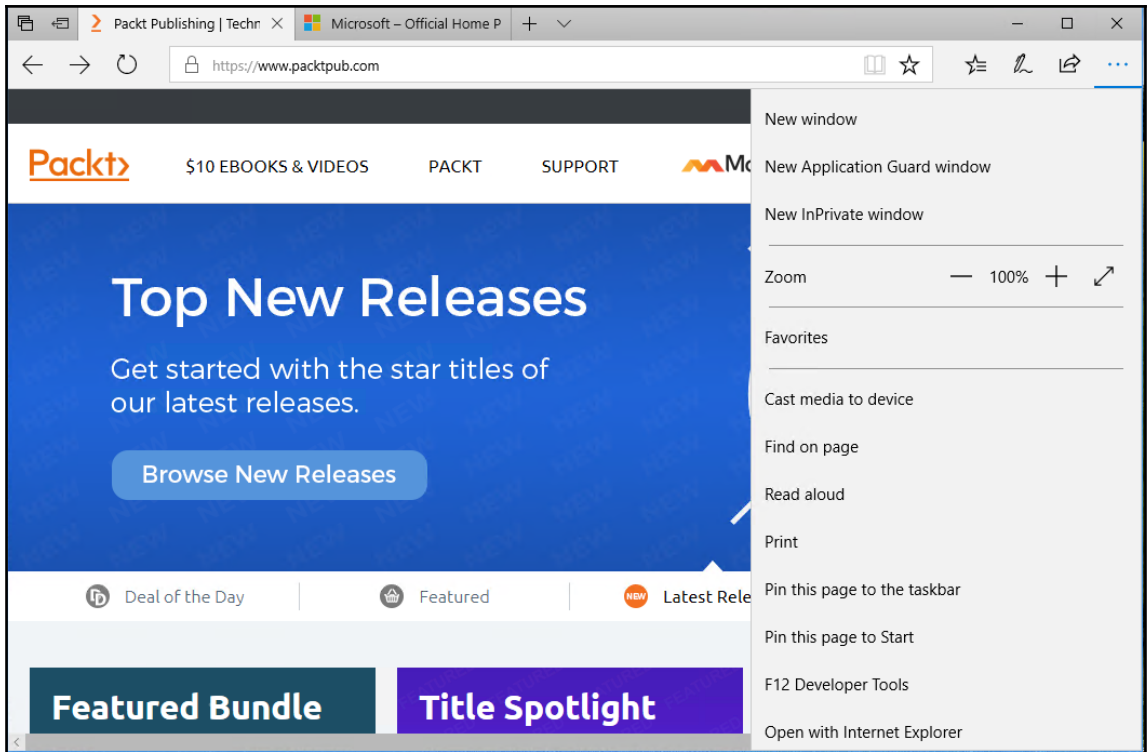 Packt Publishing | Techn
Microsoft – Official Home P
https://www.packtpub.com
New window
New Application Guard window
New InPrivate window
Zoom
100%
Favorites
Cast media to device
Find on page
Read aloud
Print
Pin this page to the taskbar
Pin this page to Start
F12 Developer Tools
Open with Internet Explorer
Packt
$10 EBOOKS & VIDEOS
PACKT
SUPPORT
Ma
Top New Releases
Get started with the star titles of
our latest releases.
Browse New Releases
Deal of the Day
Featured
NEW
Latest Rele
Featured Bundle
Title Spotlight